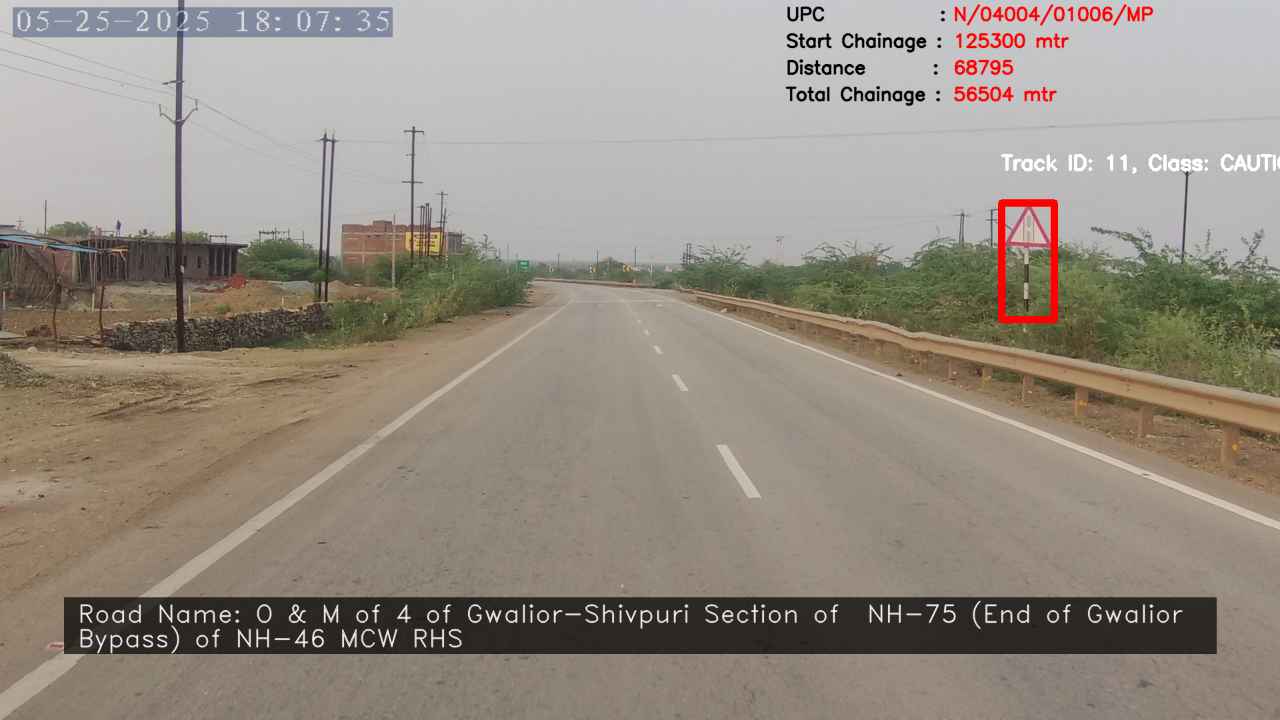 05-25-2025 18:07:35
UPC : N/04004/01006/MP
Start Chainage : 125300 mtr
Distance : 68795
Total Chainage : 56504 mtr
Track ID: 11, Class: CAUTI
Road Name: O & M of 4 of Gwalior-Shivpuri Section of NH-75 (End of Gwalior
Bypass) of NH-46 MCW RHS